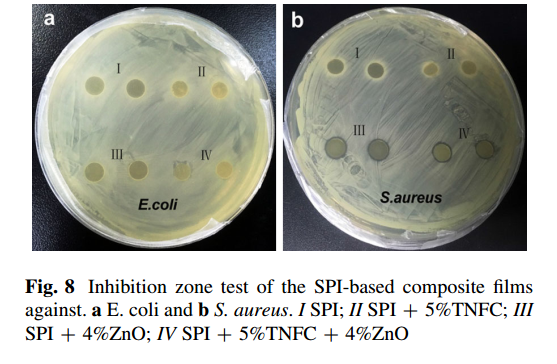 a
I
II
III
IV
E.coli
b
I
II
III
IV
S.aureus
Fig. 8 Inhibition zone test of the SPI-based composite films
against. a E. coli and b S. aureus. I SPI; II SPI + 5%TNFC; III
SPI + 4%ZnO; IV SPI + 5%TNFC + 4%ZnO